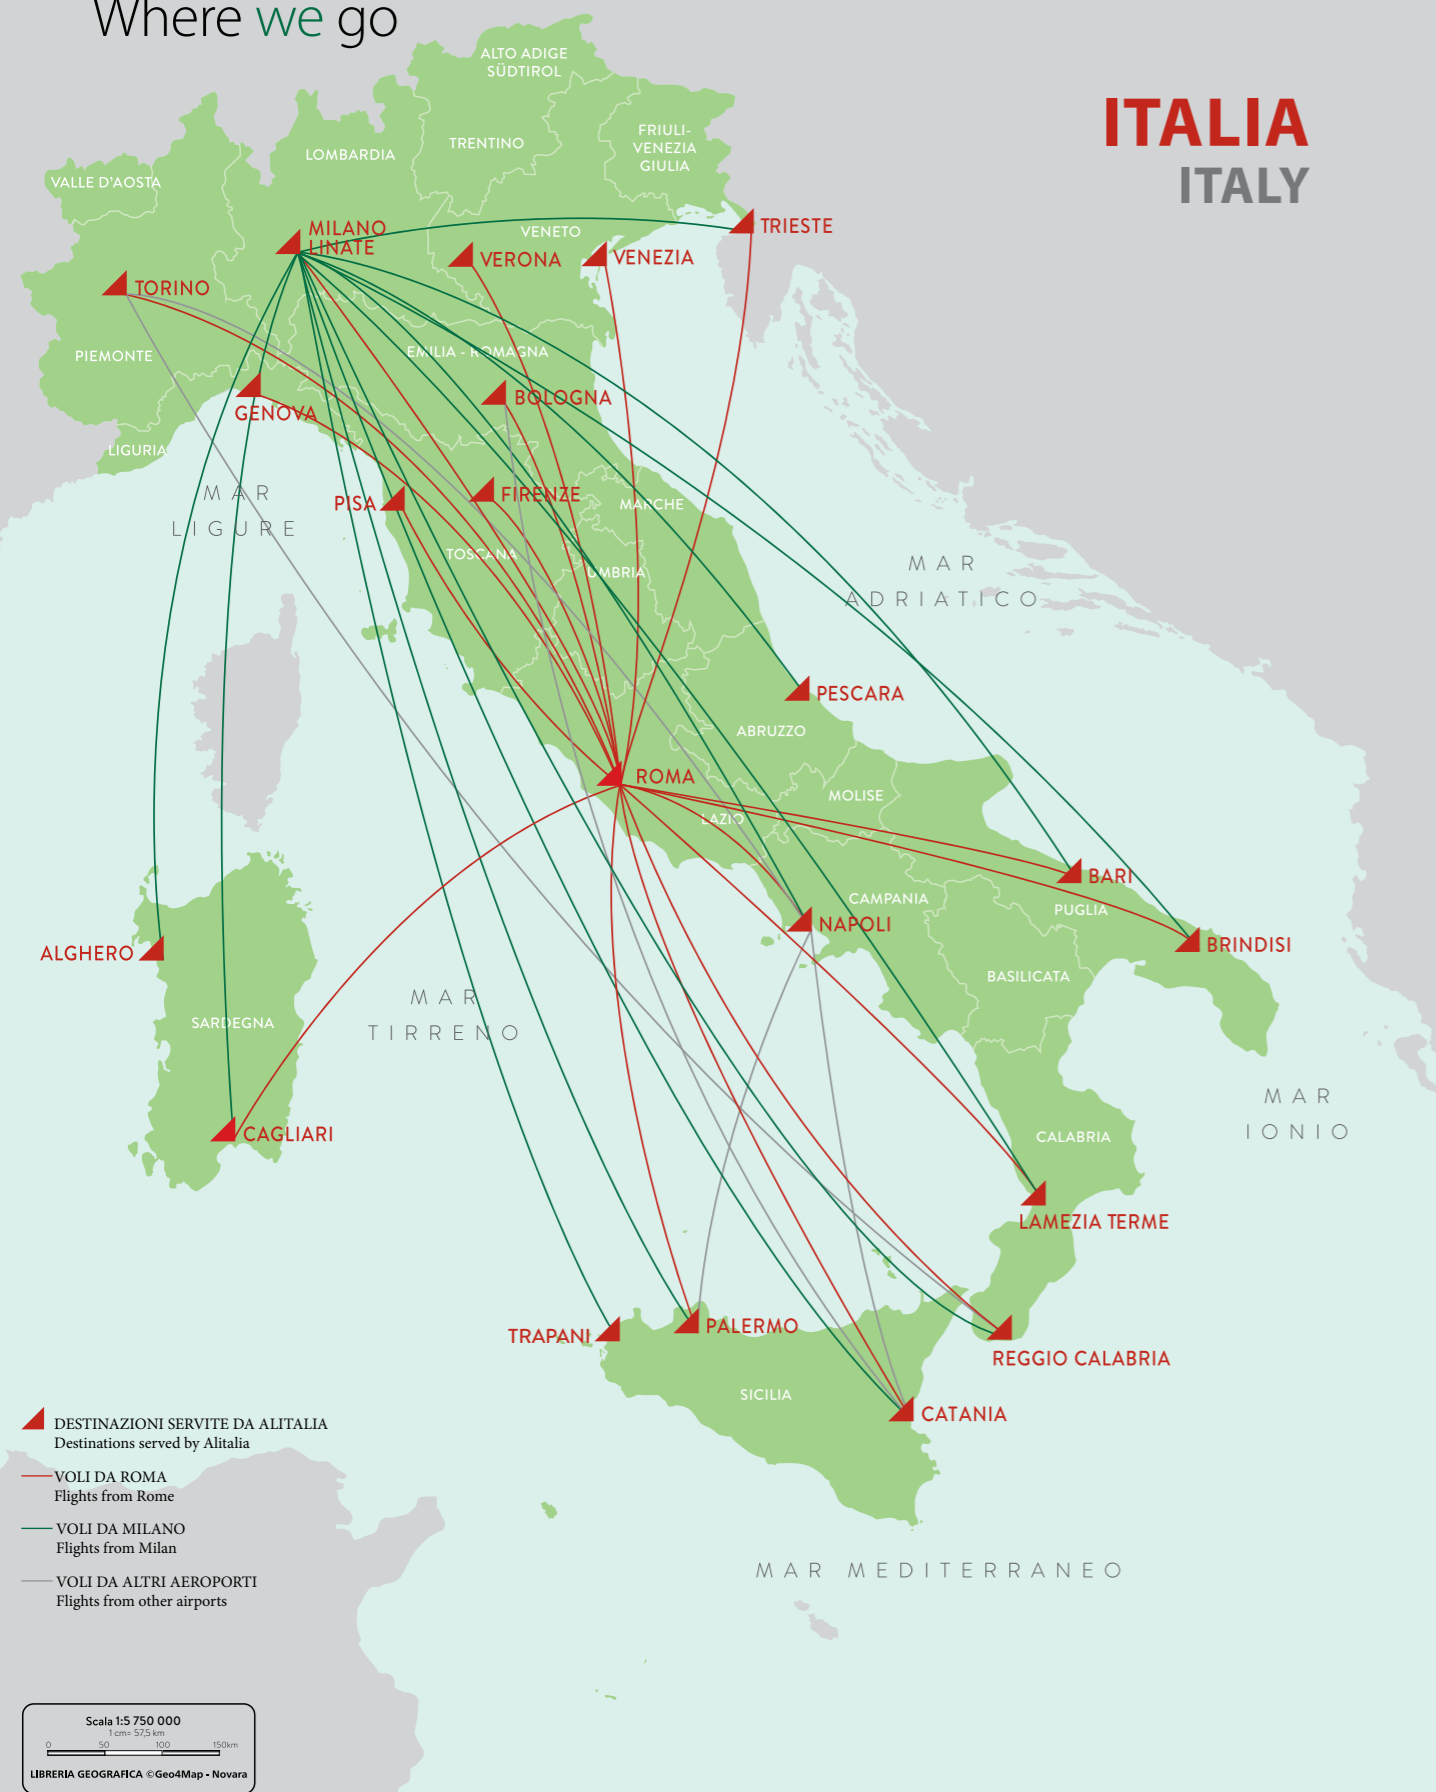 Where we go
ITALIA
ITALY
ALTO ADIGE
SÜDTIROL
TRENTINO
FRIULI-
VENEZIA
GIULIA
LOMBARDIA
VALLE D'AOSTA
MILANO
LINATE
VENETO
TRIESTE
VERONA
VENEZIA
TORINO
PIEMONTE
EMILIA - ROMAGNA
BOLOGNA
GENOVA
LIGURIA
MAR
LIGURE
PISA
FIRENZE
MARCHE
TOSCANA
UMBRIA
MAR
ADRIATICO
PESCARA
ABRUZZO
ROMA
MOLISE
LAZIO
BARI
CAMPANIA
PUGLIA
NAPOLI
BRINDISI
ALGHERO
BASILICATA
MAR
TIRRENO
SARDEGNA
MAR
IONIO
CAGLIARI
CALABRIA
LAMEZIA TERME
TRAPANI
PALERMO
REGGIO CALABRIA
SICILIA
CATANIA
DESTINAZIONI SERVITE DA ALITALIA
Destinations served by Alitalia
VOLI DA ROMA
Flights from Rome
VOLI DA MILANO
Flights from Milan
VOLI DA ALTRI AEROPORTI
Flights from other airports
MAR MEDITERRANEO
Scala 1:5 750 000
1 cm= 57,5 km
0 50 100 150km
LIBRERIA GEOGRAFICA ©Geo4Map - Novara